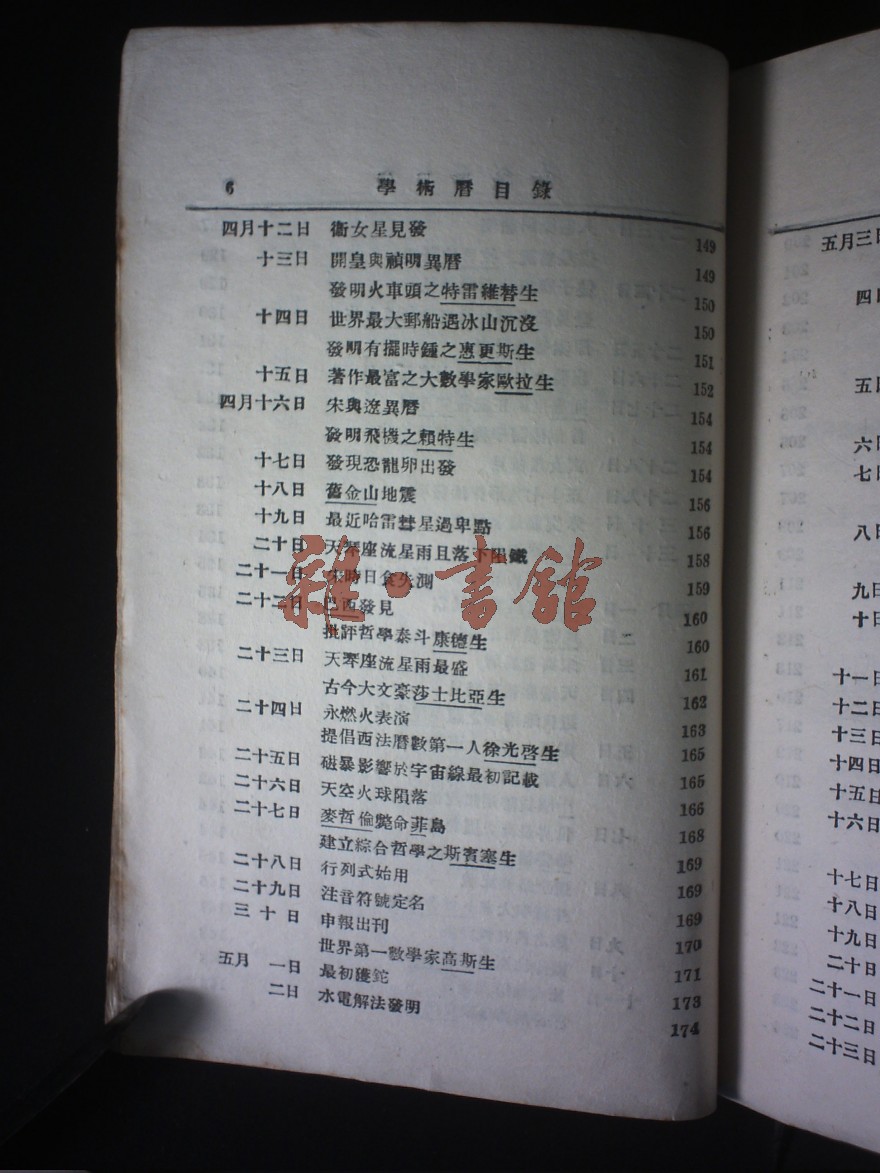 6 學術曆目錄
四月十二日 衞女星見發 149
十三日 開皇與禎明異曆 149
發明火車頭之特雷維替生 150
十四日 世界最大郵船遇冰山沉沒 150
發明有擺時鍾之惠更斯生 151
十五日 著作最富之大數學家歐拉生 152
四月十六日 宋與遼異曆 154
發明飛機之賴特生 154
十七日 發現恐龍卵出發 154
十八日 舊金山地震 156
十九日 最近哈雷彗星過卑點 156
二十日 天琴座流星雨且落下隕鐵 158
二十一日 宋時日食失測 159
二十二日 巴西發見 160
批評哲學泰斗康德生 160
二十三日 天琴座流星雨最盛 161
古今大文豪莎士比亞生 162
二十四日 永燃火表演 163
提倡西法曆數第一人徐光啓生 165
二十五日 磁暴影響於宇宙線最初記載 165
二十六日 天空火球隕落 166
二十七日 麥哲倫斃命菲島 168
建立綜合哲學之斯賓塞生 169
二十八日 行列式始用 169
二十九日 注音符號定名 169
三十日 申報出刊 170
世界第一數學家高斯生 171
五月 一日 最初獲鉈 173
二日 水電解法發明 174
雜·書館
五月三日
四日
五日
六日
七日
八日
九日
十日
十一日
十二日
十三日
十四日
十五日
十六日
十七日
十八日
十九日
二十日
二十一日
二十二日
二十三日